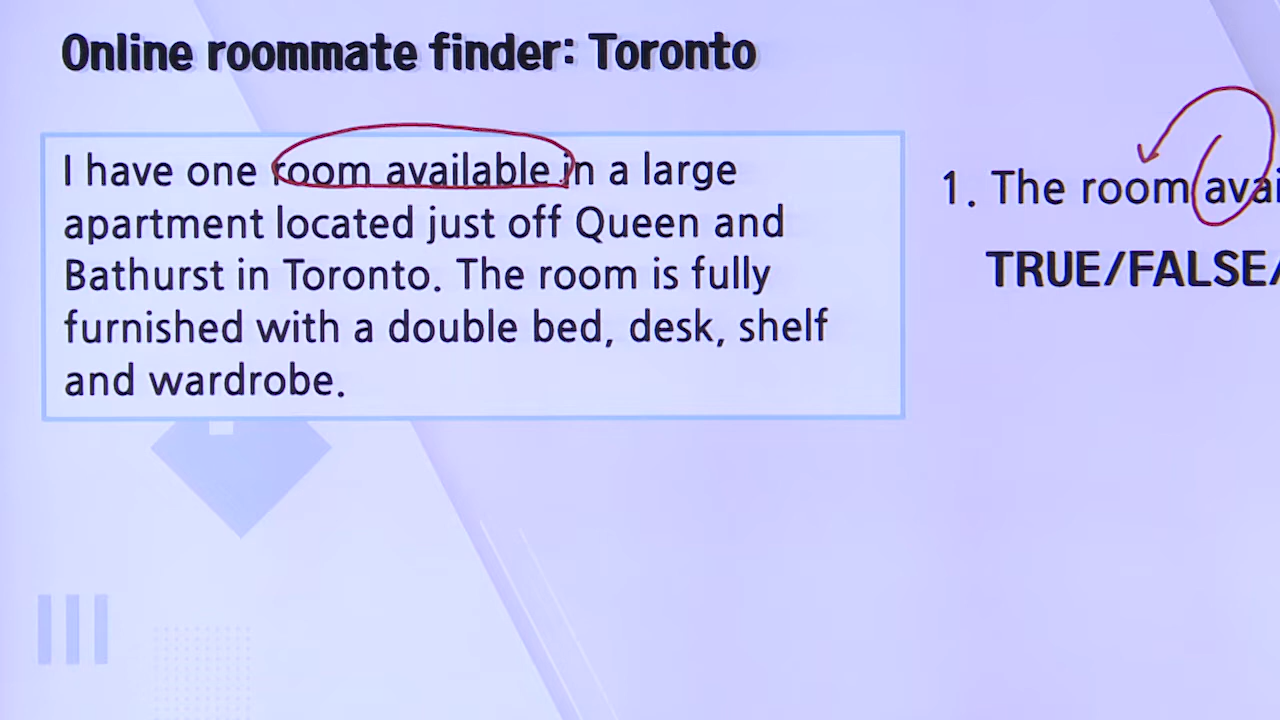 Online roommate finder: Toronto
I have one room available in a large
apartment located just off Queen and
Bathurst in Toronto. The room is fully
furnished with a double bed, desk, shelf
and wardrobe.
1. The room
TRUE/FALSE/